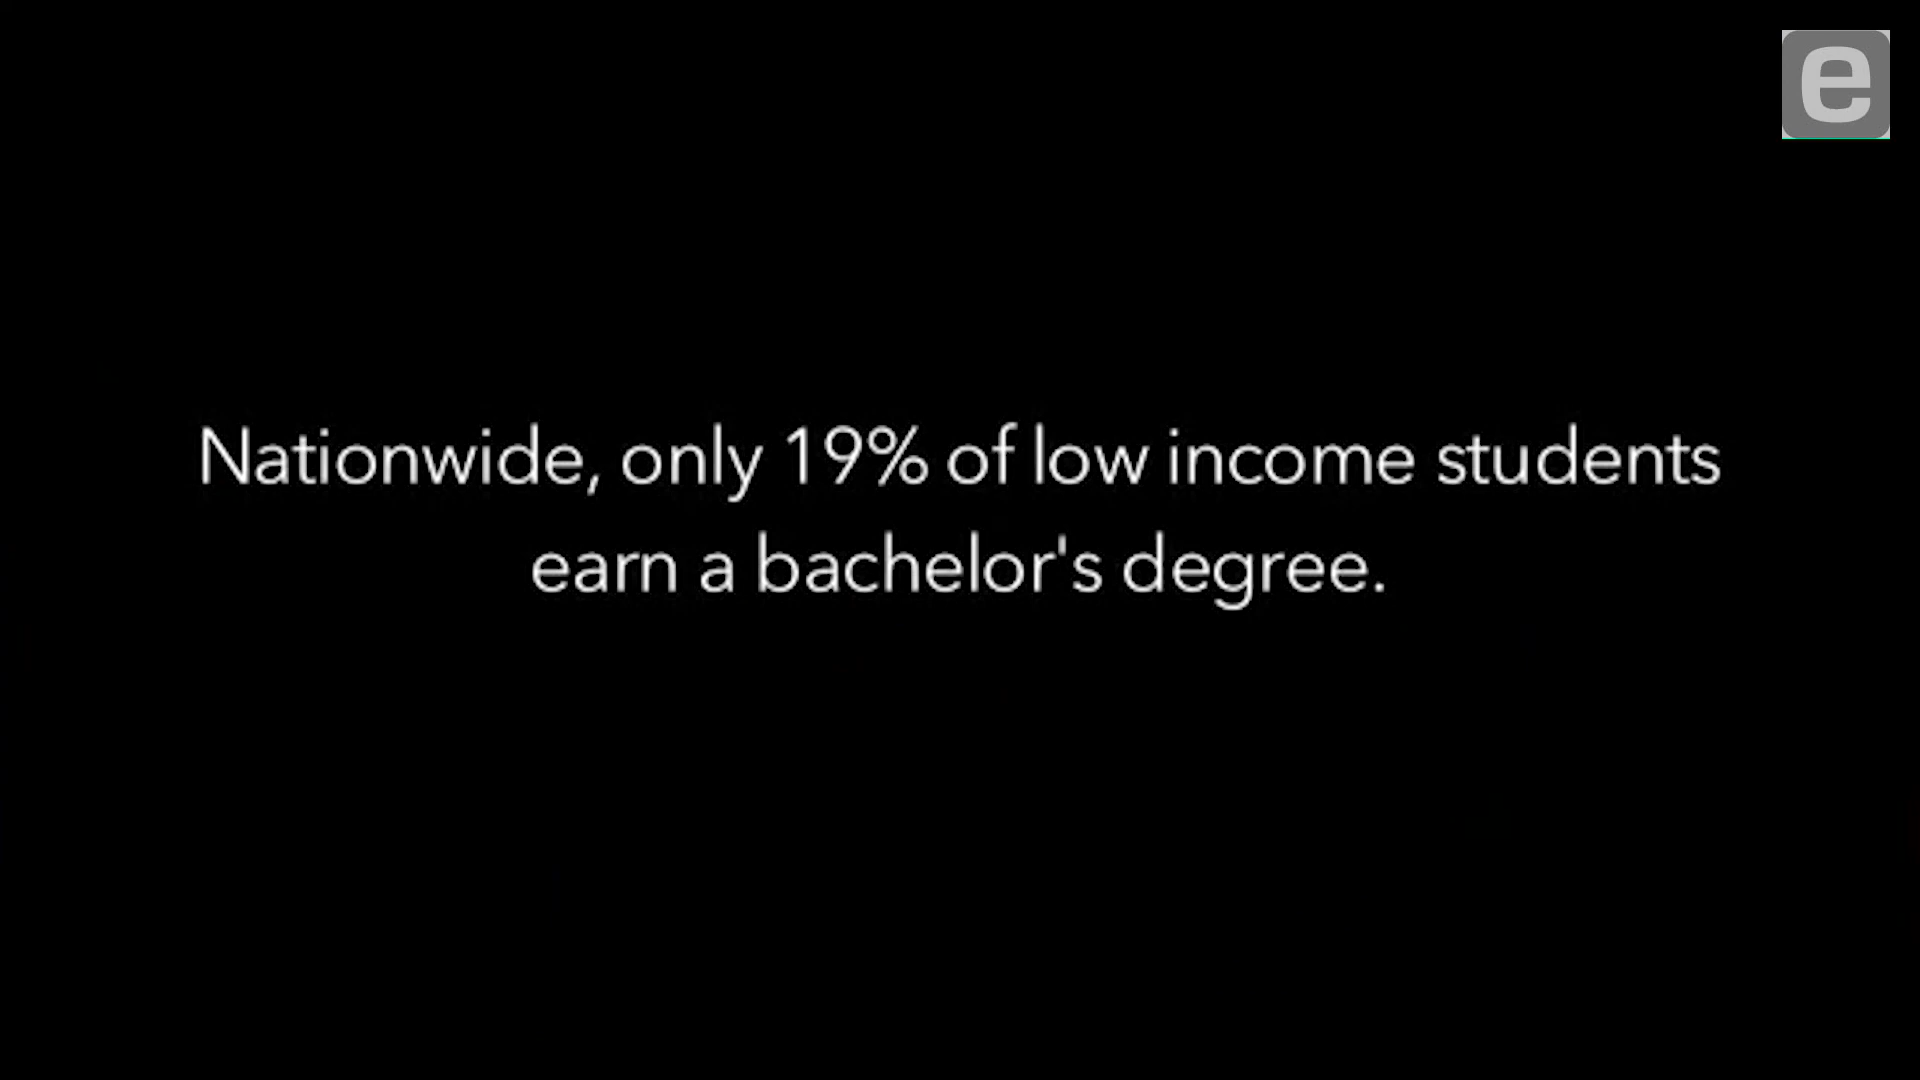 e
Nationwide, only 19% of low income students
earn a bachelor's degree.